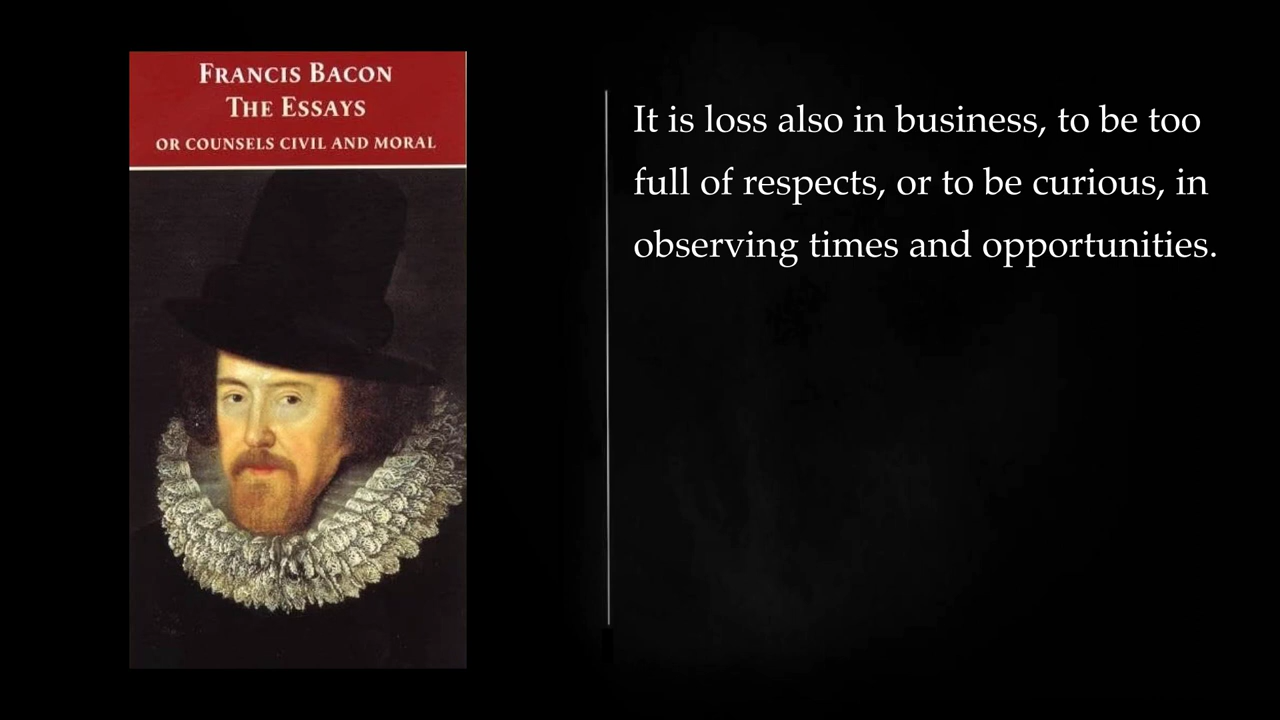 FRANCIS BACON
THE ESSAYS
OR COUNSELS CIVIL AND MORAL
It is loss also in business, to be too
full of respects, or to be curious, in
observing times and opportunities.